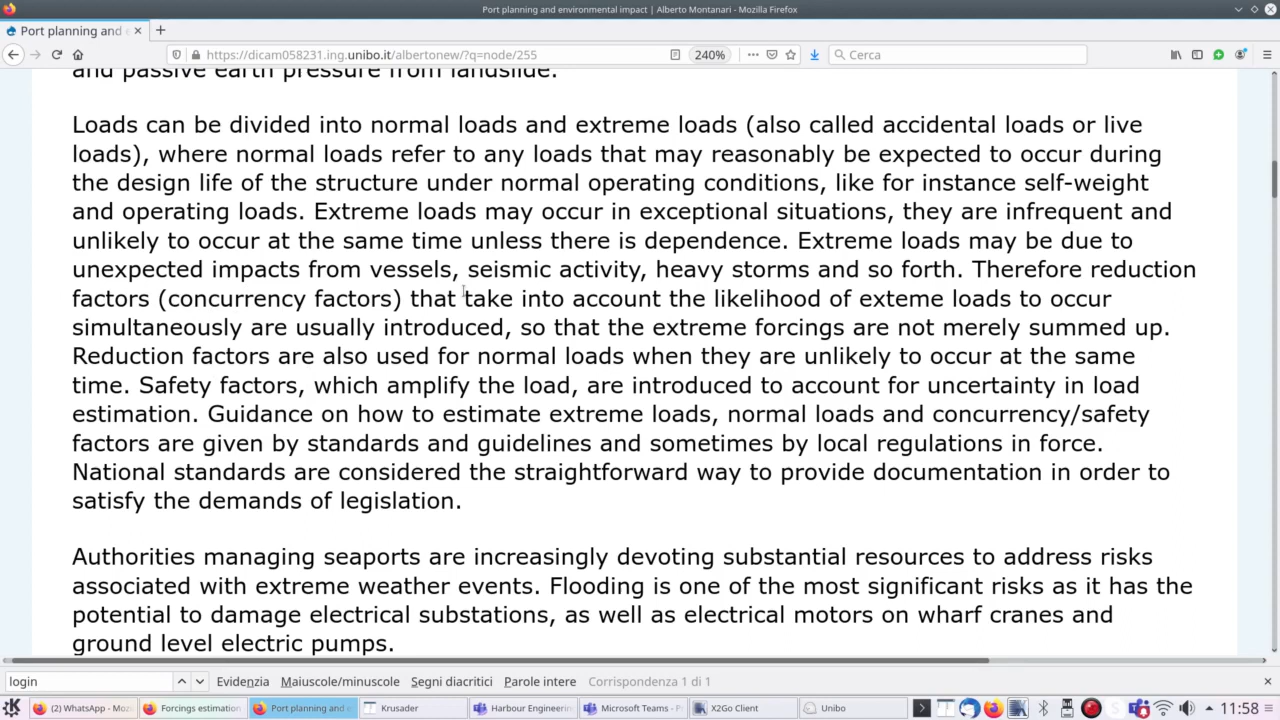 Port planning and environmental impact | Alberto Montanari - Mozilla Firefox
Port planning and e
https://dicam058231.ing.unibo.it/albertonew/?q=node/255
240%
Cerca
and passive earth pressure from landslide.
Loads can be divided into normal loads and extreme loads (also called accidental loads or live
loads), where normal loads refer to any loads that may reasonably be expected to occur during
the design life of the structure under normal operating conditions, like for instance self-weight
and operating loads. Extreme loads may occur in exceptional situations, they are infrequent and
unlikely to occur at the same time unless there is dependence. Extreme loads may be due to
unexpected impacts from vessels, seismic activity, heavy storms and so forth. Therefore reduction
factors (concurrency factors) that take into account the likelihood of exteme loads to occur
simultaneously are usually introduced, so that the extreme forcings are not merely summed up.
Reduction factors are also used for normal loads when they are unlikely to occur at the same
time. Safety factors, which amplify the load, are introduced to account for uncertainty in load
estimation. Guidance on how to estimate extreme loads, normal loads and concurrency/safety
factors are given by standards and guidelines and sometimes by local regulations in force.
National standards are considered the straightforward way to provide documentation in order to
satisfy the demands of legislation.
Authorities managing seaports are increasingly devoting substantial resources to address risks
associated with extreme weather events. Flooding is one of the most significant risks as it has the
potential to damage electrical substations, as well as electrical motors on wharf cranes and
ground level electric pumps.
login
Evidenzia
Maiuscole/minuscole
Segni diacritici
Parole intere
Corrispondenza 1 di 1
(2) WhatsApp - Moz
Forcings estimation
Port planning and e
Krusader
Harbour Engineerin
Microsoft Teams - P
X2Go Client
Unibo
11:58